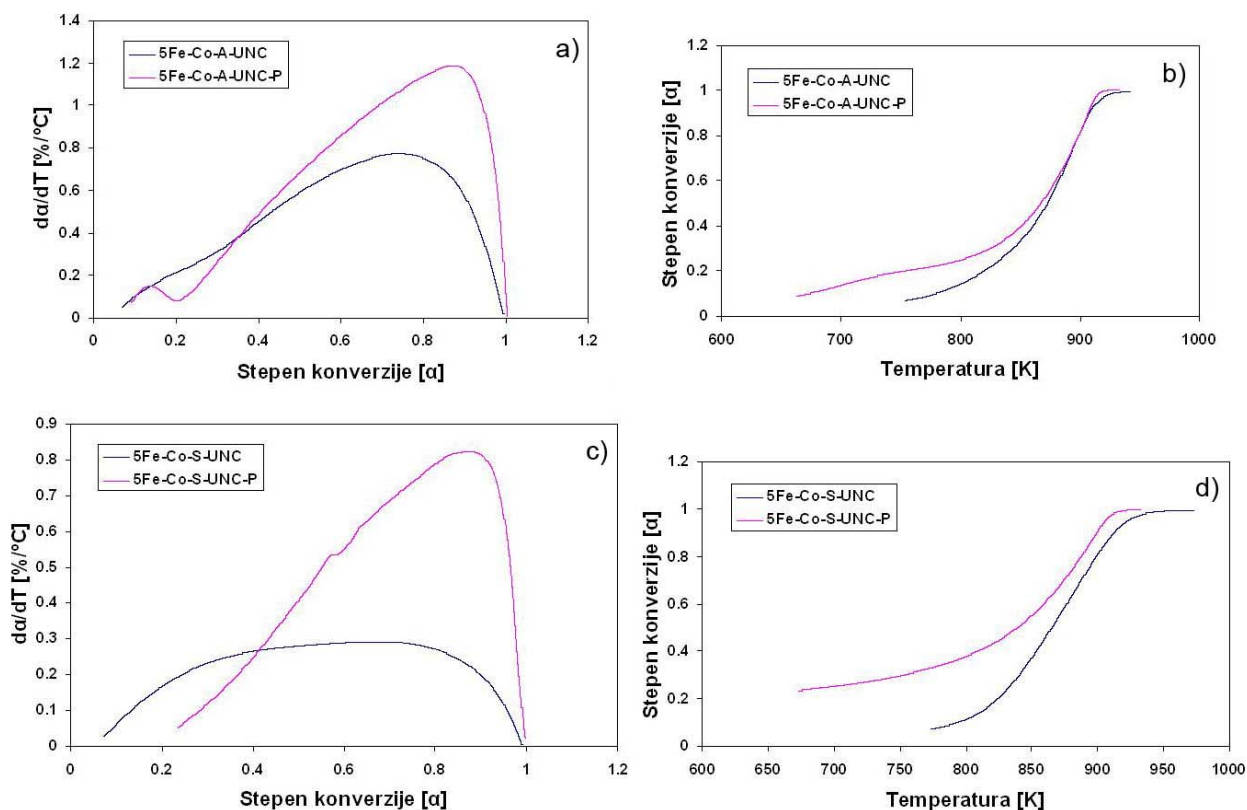 a)
5Fe-Co-A-UNC
5Fe-Co-A-UNC-P
dα/dT [%/°C]
1.4
1.2
1
0.8
0.6
0.4
0.2
0
0 0.2 0.4 0.6 0.8 1 1.2
Stepen konverzije [α]
b)
5Fe-Co-A-UNC
5Fe-Co-A-UNC-P
Stepen konverzije [α]
1.2
1
0.8
0.6
0.4
0.2
0
600 700 800 900 1000
Temperatura [K]
c)
5Fe-Co-S-UNC
5Fe-Co-S-UNC-P
dα/dT [%/°C]
0.9
0.8
0.7
0.6
0.5
0.4
0.3
0.2
0.1
0
0 0.2 0.4 0.6 0.8 1 1.2
Stepen konverzije [α]
d)
5Fe-Co-S-UNC
5Fe-Co-S-UNC-P
Stepen konverzije [α]
1.2
1
0.8
0.6
0.4
0.2
0
600 650 700 750 800 850 900 950 1000
Temperatura [K]